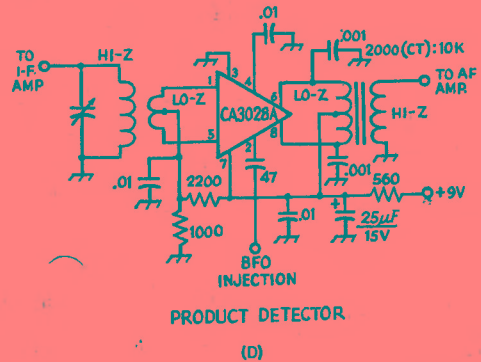 .01
.001
2000(CT):10K
TO
I-F
AMP
HI-Z
1
3
4
LO-Z
CA3028A
6
LO-Z
TO AF
AMR
HI-Z
5
8
7
2
.01
2200
47
.001
560
+9V
1000
.01
+
25µF
15V
BFO
INJECTION
PRODUCT DETECTOR
(D)